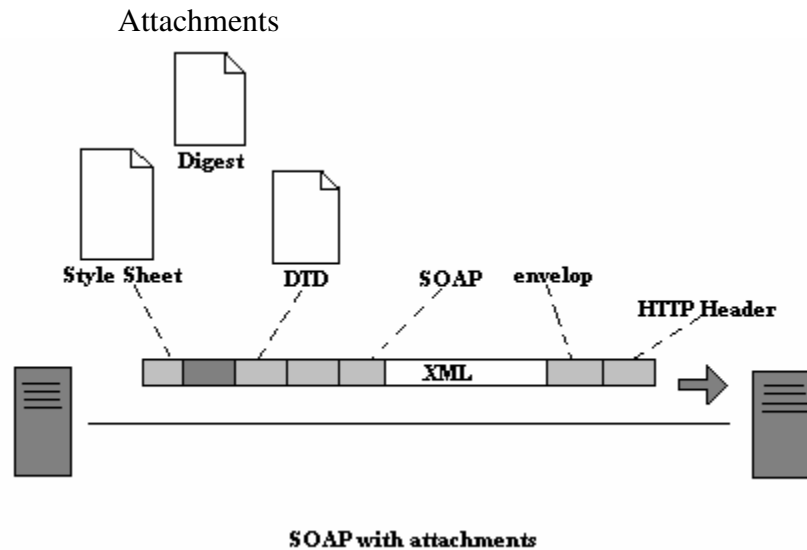 Attachments
Digest
Style Sheet
DTD
SOAP
envelop
HTTP Header
XML
SOAP with attachments